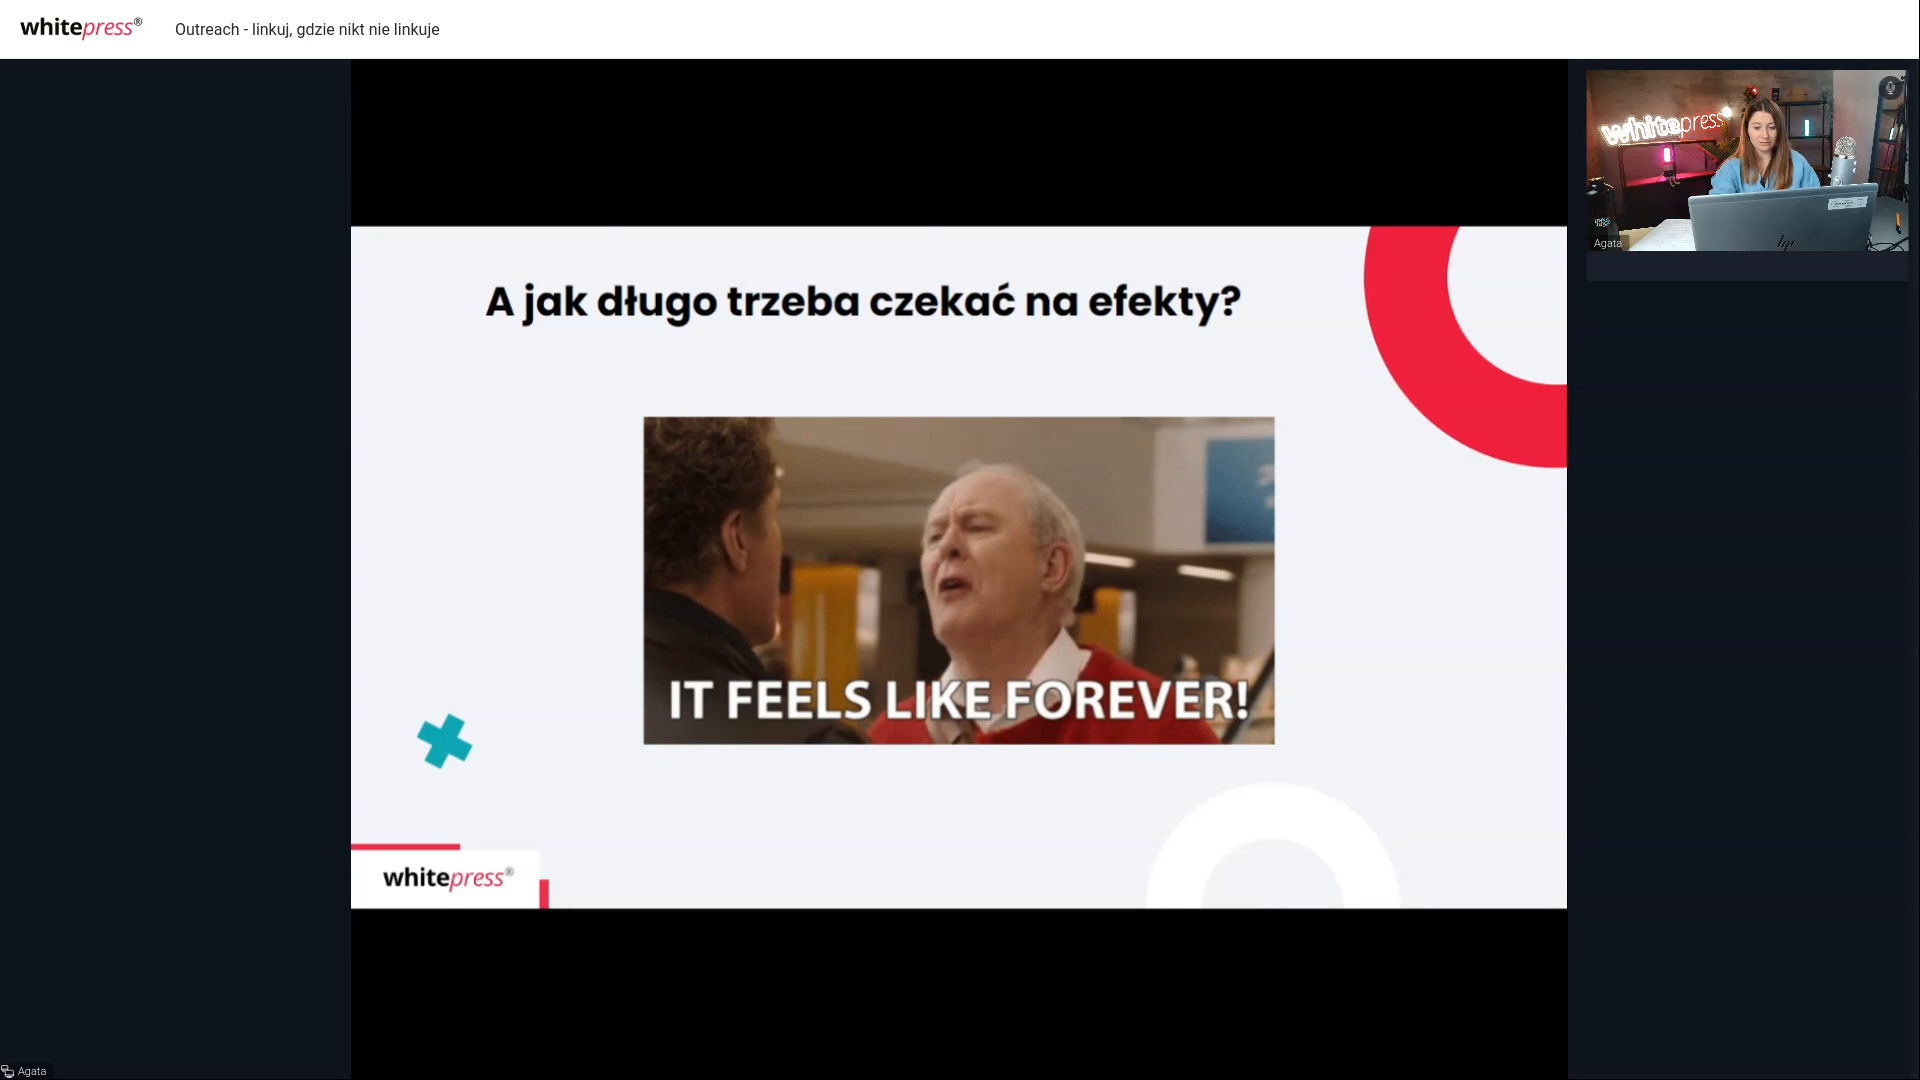 whitepress®
Outreach - linkuj, gdzie nikt nie linkuje
whitepress
Agata
hp
A jak długo trzeba czekać na efekty?
IT FEELS LIKE FOREVER!
whitepress®
Agata